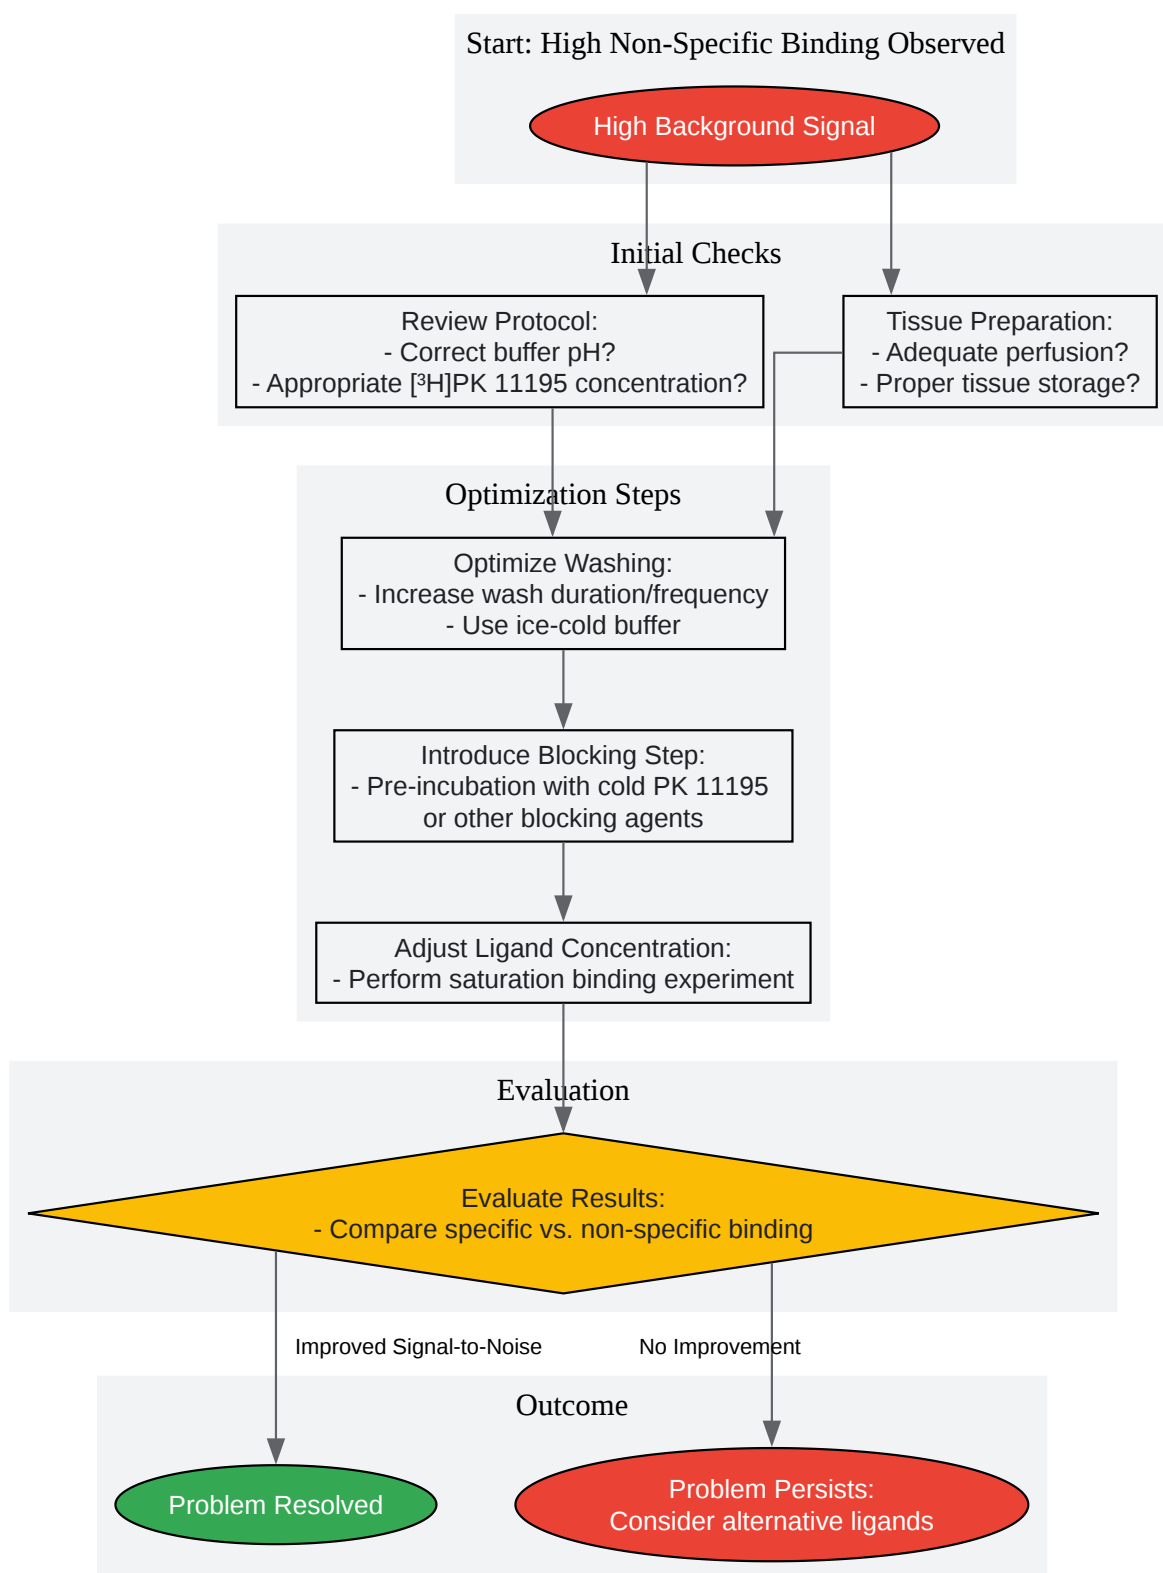 Start: High Non-Specific Binding Observed
High Background Signal
Initial Checks
Review Protocol:
- Correct buffer pH?
- Appropriate [³H]PK 11195 concentration?
Tissue Preparation:
- Adequate perfusion?
- Proper tissue storage?
Optimization Steps
Optimize Washing:
- Increase wash duration/frequency
- Use ice-cold buffer
Introduce Blocking Step:
- Pre-incubation with cold PK 11195
or other blocking agents
Adjust Ligand Concentration:
- Perform saturation binding experiment
Evaluation
Evaluate Results:
- Compare specific vs. non-specific binding
Improved Signal-to-Noise
No Improvement
Outcome
Problem Resolved
Problem Persists:
Consider alternative ligands